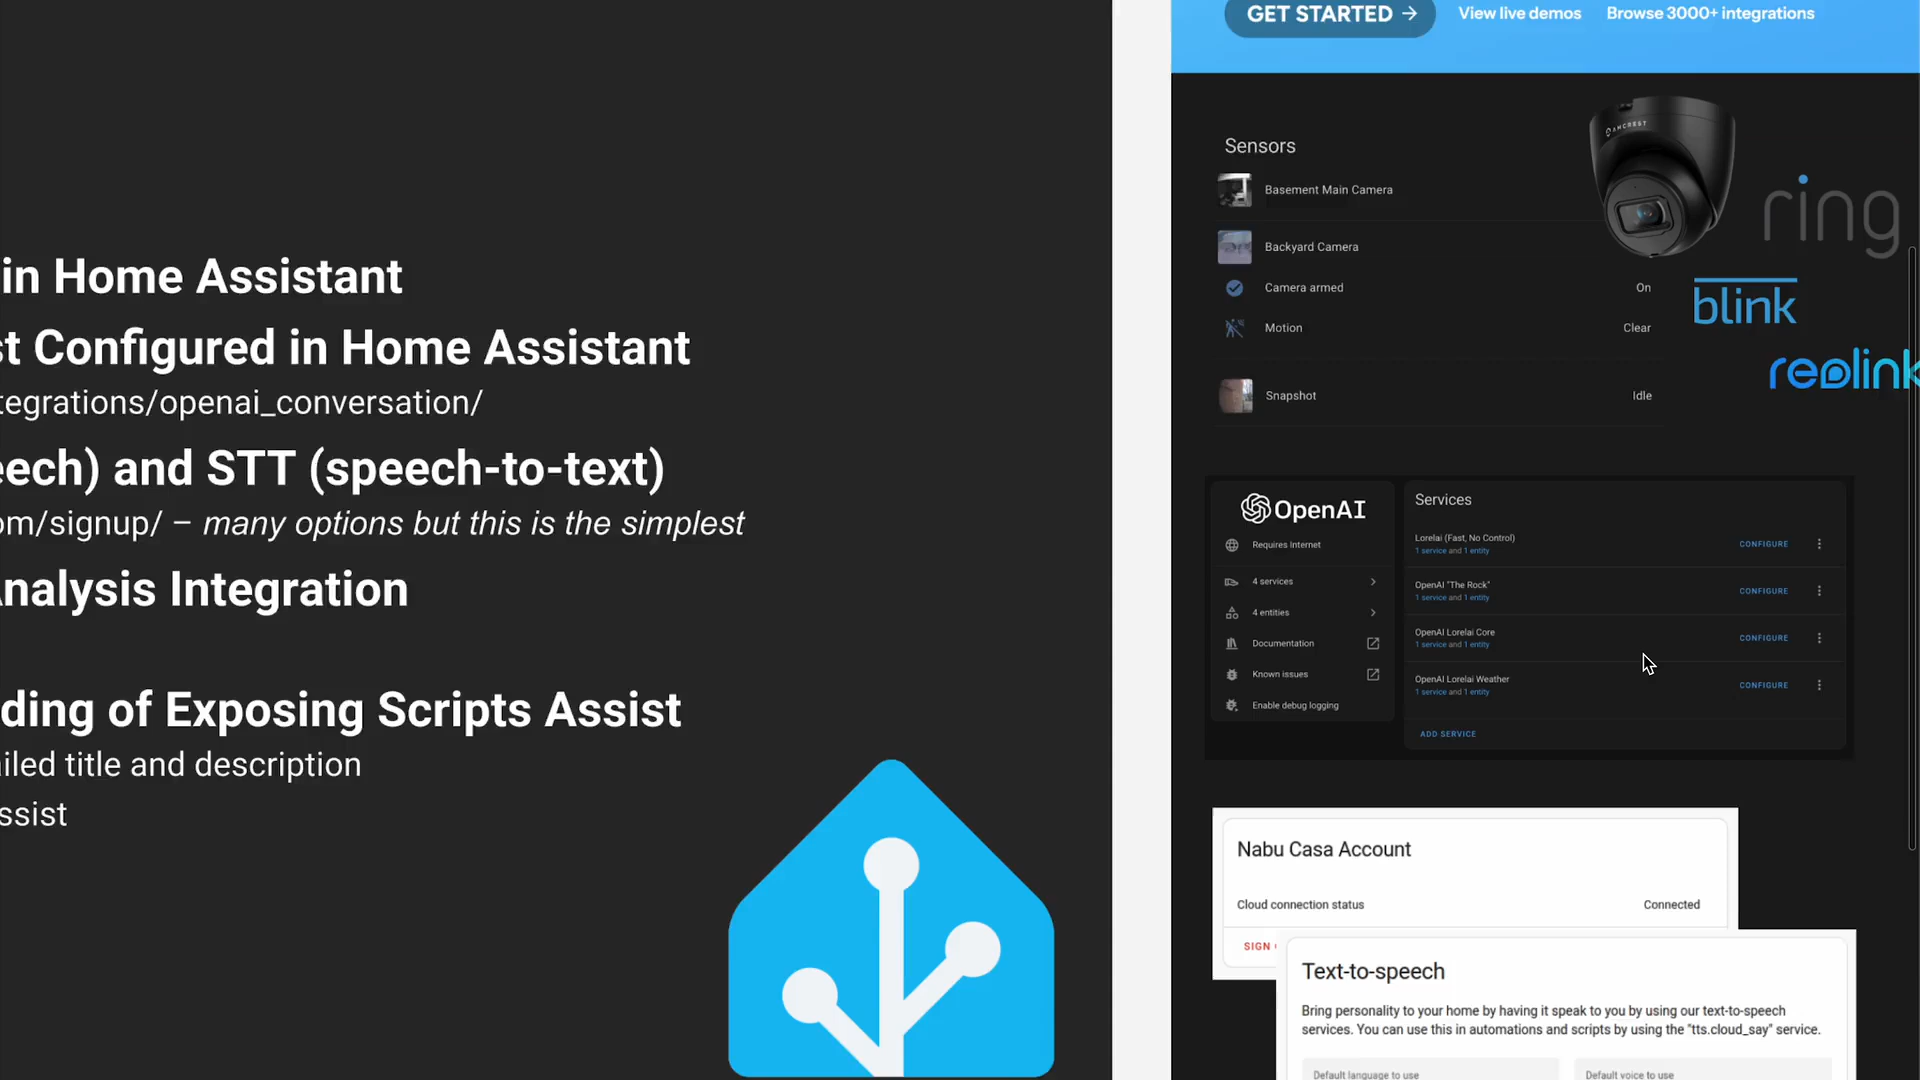 in Home Assistant
st Configured in Home Assistant
tegrations/openai_conversation/
eech) and STT (speech-to-text)
om/signup/ – many options but this is the simplest
Analysis Integration
ding of Exposing Scripts Assist
ailed title and description
ssist
GET STARTED →
View live demos
Browse 3000+ integrations
AMCREST
Sensors
Basement Main Camera
ring
Backyard Camera
Camera armed On
blink
Motion Clear
reolink
Snapshot Idle
OpenAI
Requires Internet
4 services
4 entities
Documentation
Known issues
Enable debug logging
Services
Lorelai (Fast, No Control)
1 service and 1 entity
CONFIGURE
OpenAI "The Rock"
1 service and 1 entity
CONFIGURE
OpenAI Lorelai Core
1 service and 1 entity
CONFIGURE
OpenAI Lorelai Weather
1 service and 1 entity
CONFIGURE
ADD SERVICE
Nabu Casa Account
Cloud connection status Connected
SIGN
Text-to-speech
Bring personality to your home by having it speak to you by using our text-to-speech
services. You can use this in automations and scripts by using the "tts.cloud_say" service.
Default language to use
Default voice to use